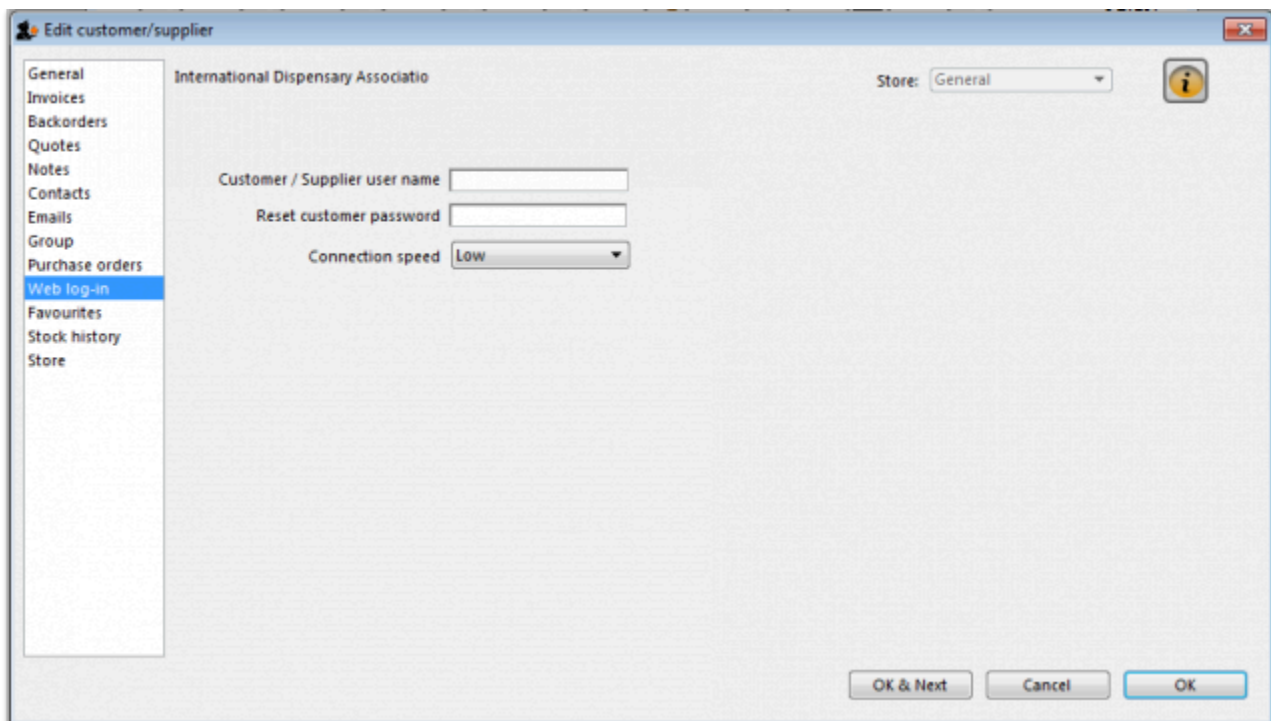 Edit customer/supplier
General
Invoices
Backorders
Quotes
Notes
Contacts
Emails
Group
Purchase orders
Web log-in
Favourites
Stock history
Store
International Dispensary Associatio
Store: General
i
Customer / Supplier user name
Reset customer password
Connection speed Low
OK & Next Cancel OK